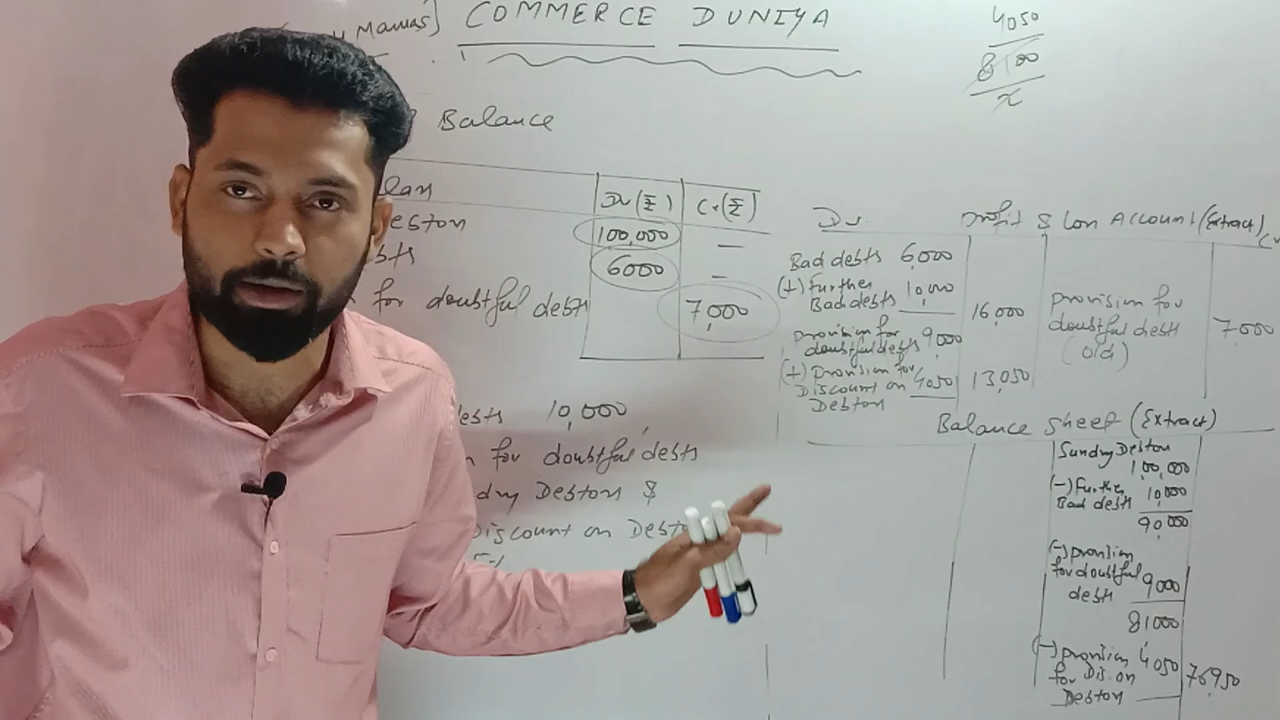 Manas] COMMERCE DUNIYA
4050
8100
x
Balance
Dr (₹) Cr (₹)
100,000 —
6000 —
for doubtful debts 7,000
10,000
for doubtful debts
Debtors &
Discount on Debto
5%
Dr. Profit & Loss Account (Extract) Cr
Bad debts 6,000
(+) Further
Bad debts 10,000 16,000
provision for
doubtful debts 9,000
(+) provision for
Discount on 4050 13,050
Debtors
provision for
doubtful debts 7,000
(Old)
Balance Sheet (Extract)
Sundry Debtors
100,000
(-) Further
Bad debts 10,000
90,000
(-) provision
for doubtful 9000
debts
81000
(-) provision 4050 76950
for Dis. on
Debtors